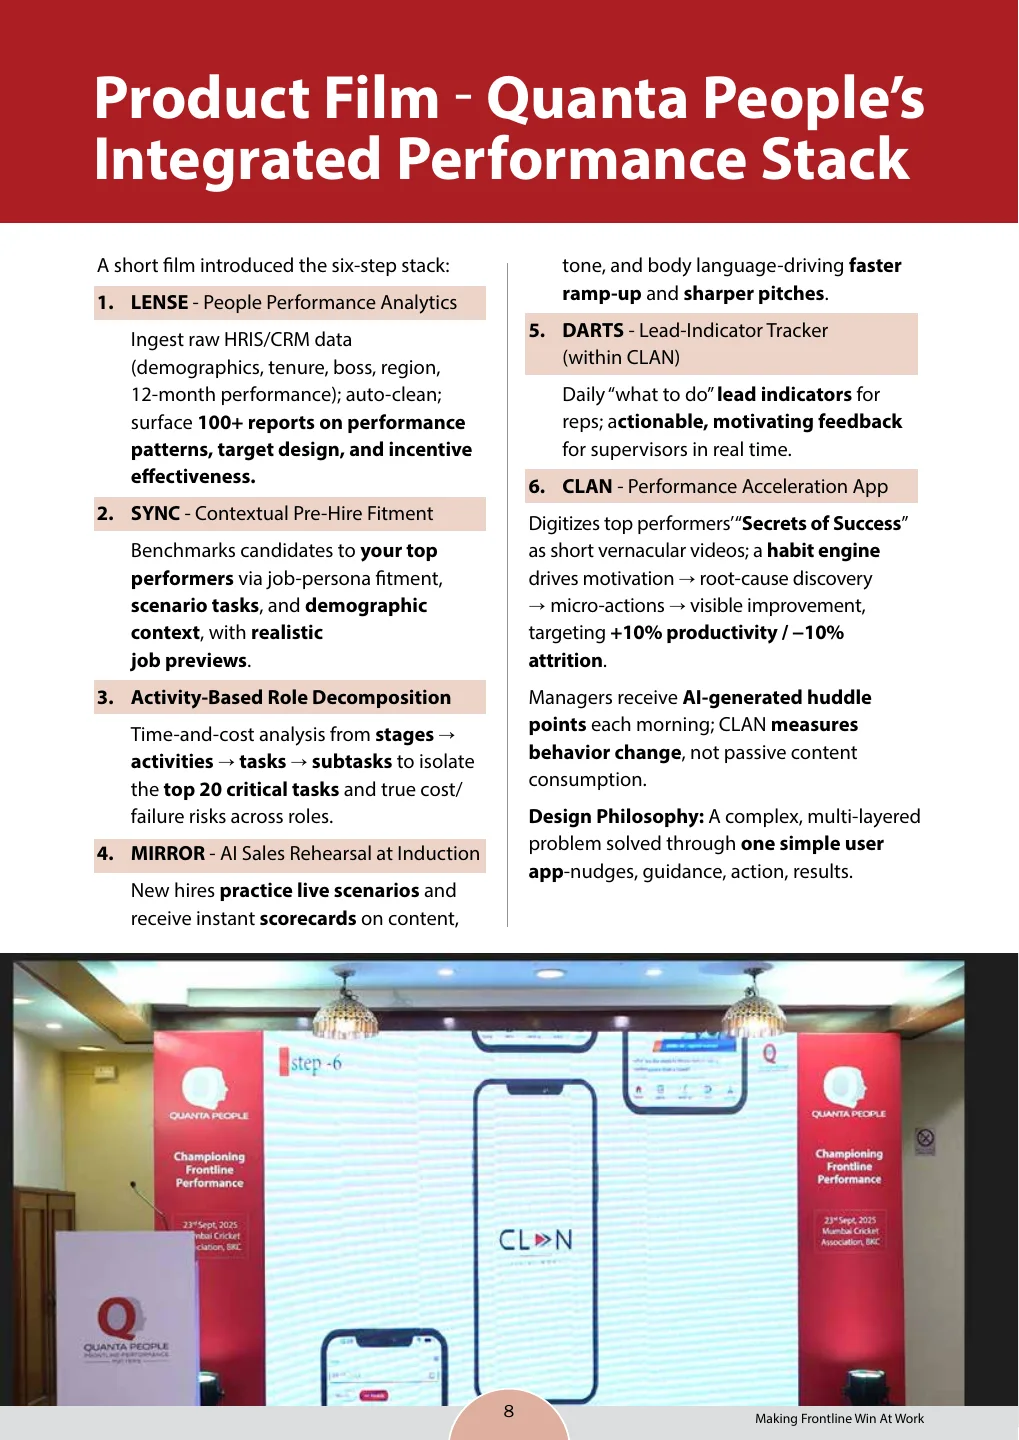 Product Film - Quanta People’s
Integrated Performance Stack
A short film introduced the six-step stack:
1. LENSE - People Performance Analytics
Ingest raw HRIS/CRM data
(demographics, tenure, boss, region,
12-month performance); auto-clean;
surface 100+ reports on performance
patterns, target design, and incentive
effectiveness.
2. SYNC - Contextual Pre-Hire Fitment
Benchmarks candidates to your top
performers via job-persona fitment,
scenario tasks, and demographic
context, with realistic
job previews.
3. Activity-Based Role Decomposition
Time-and-cost analysis from stages →
activities → tasks → subtasks to isolate
the top 20 critical tasks and true cost/
failure risks across roles.
4. MIRROR - AI Sales Rehearsal at Induction
New hires practice live scenarios and
receive instant scorecards on content,
tone, and body language-driving faster
ramp-up and sharper pitches.
5. DARTS - Lead-Indicator Tracker
(within CLAN)
Daily “what to do” lead indicators for
reps; actionable, motivating feedback
for supervisors in real time.
6. CLAN - Performance Acceleration App
Digitizes top performers’ “Secrets of Success”
as short vernacular videos; a habit engine
drives motivation → root-cause discovery
→ micro-actions → visible improvement,
targeting +10% productivity / –10%
attrition.
Managers receive AI-generated huddle
points each morning; CLAN measures
behavior change, not passive content
consumption.
Design Philosophy: A complex, multi-layered
problem solved through one simple user
app-nudges, guidance, action, results.
step -6
QUANTA PEOPLE
Championing
Frontline
Performance
23rd Sept, 2025
mbai Cricket
ciation, BKC
CLAN
QUANTA PEOPLE
Championing
Frontline
Performance
23rd Sept, 2025
Mumbai Cricket
Association, BKC
QUANTA PEOPLE
FRONTLINE PERFORMANCE
MATTERS
8
Making Frontline Win At Work